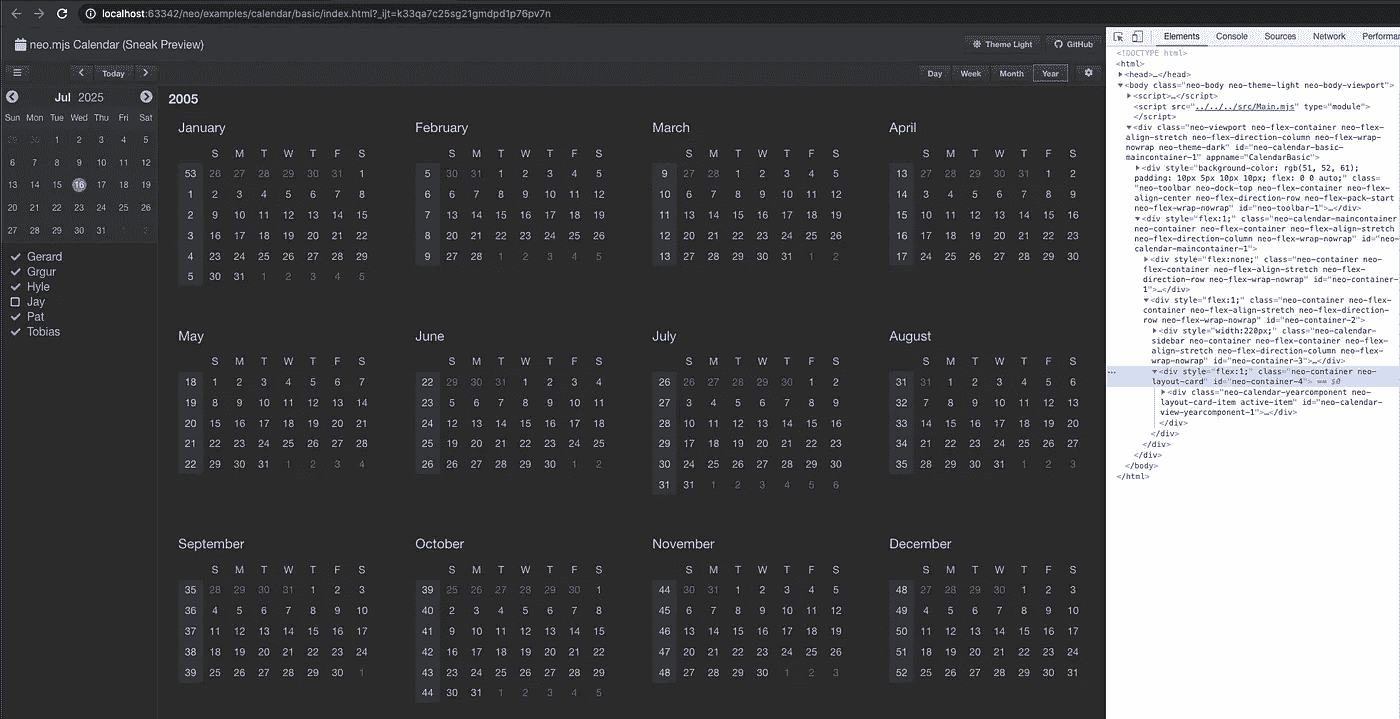 localhost:63342/neo/examples/calendar/basic/index.html?_ijt=k33qa7c25sg21gmdpd1p76pv7n
neo.mjs Calendar (Sneak Preview)
Theme Light GitHub
Today
Day Week Month Year
Jul 2025
Sun Mon Tue Wed Thu Fri Sat
29 30 1 2 3 4 5
6 7 8 9 10 11 12
13 14 15 16 17 18 19
20 21 22 23 24 25 26
27 28 29 30 31 1 2
Gerard
Grgur
Hyle
Jay
Pat
Tobias
2005
January
S M T W T F S
53 26 27 28 29 30 31 1
1 2 3 4 5 6 7 8
2 9 10 11 12 13 14 15
3 16 17 18 19 20 21 22
4 23 24 25 26 27 28 29
5 30 31 1 2 3 4 5
February
S M T W T F S
5 30 31 1 2 3 4 5
6 6 7 8 9 10 11 12
7 13 14 15 16 17 18 19
8 20 21 22 23 24 25 26
9 27 28 1 2 3 4 5
March
S M T W T F S
9 27 28 1 2 3 4 5
10 6 7 8 9 10 11 12
11 13 14 15 16 17 18 19
12 20 21 22 23 24 25 26
13 27 28 29 30 31 1 2
April
S M T W T F S
13 27 28 29 30 31 1 2
14 3 4 5 6 7 8 9
15 10 11 12 13 14 15 16
16 17 18 19 20 21 22 23
17 24 25 26 27 28 29 30
May
S M T W T F S
18 1 2 3 4 5 6 7
19 8 9 10 11 12 13 14
20 15 16 17 18 19 20 21
21 22 23 24 25 26 27 28
22 29 30 31 1 2 3 4
June
S M T W T F S
22 29 30 31 1 2 3 4
23 5 6 7 8 9 10 11
24 12 13 14 15 16 17 18
25 19 20 21 22 23 24 25
26 26 27 28 29 30 1 2
July
S M T W T F S
26 26 27 28 29 30 1 2
27 3 4 5 6 7 8 9
28 10 11 12 13 14 15 16
29 17 18 19 20 21 22 23
30 24 25 26 27 28 29 30
31 31 1 2 3 4 5 6
August
S M T W T F S
31 31 1 2 3 4 5 6
32 7 8 9 10 11 12 13
33 14 15 16 17 18 19 20
34 21 22 23 24 25 26 27
35 28 29 30 31 1 2 3
September
S M T W T F S
35 28 29 30 31 1 2 3
36 4 5 6 7 8 9 10
37 11 12 13 14 15 16 17
38 18 19 20 21 22 23 24
39 25 26 27 28 29 30 1
October
S M T W T F S
39 25 26 27 28 29 30 1
40 2 3 4 5 6 7 8
41 9 10 11 12 13 14 15
42 16 17 18 19 20 21 22
43 23 24 25 26 27 28 29
44 30 31 1 2 3 4 5
November
S M T W T F S
44 30 31 1 2 3 4 5
45 6 7 8 9 10 11 12
46 13 14 15 16 17 18 19
47 20 21 22 23 24 25 26
48 27 28 29 30 1 2 3
December
S M T W T F S
48 27 28 29 30 1 2 3
49 4 5 6 7 8 9 10
50 11 12 13 14 15 16 17
51 18 19 20 21 22 23 24
52 25 26 27 28 29 30 31
Elements Console Sources Network Performa
<!DOCTYPE html>
<html>
<head>…</head>
<body class="neo-body neo-theme-light neo-body-viewport">
<script>…</script>
<script src="../../../src/Main.mjs" type="module">
</script>
<div class="neo-viewport neo-flex-container neo-flex-
align-stretch neo-flex-direction-column neo-flex-wrap-
nowrap neo-theme-dark" id="neo-calendar-basic-
maincontainer-1" appname="CalendarBasic">
<div style="background-color: rgb(51, 52, 61);
padding: 10px 5px 10px 10px; flex: 0 0 auto;" class=
"neo-toolbar neo-dock-top neo-flex-container neo-flex-
align-center neo-flex-direction-row neo-flex-pack-start
neo-flex-wrap-nowrap" id="neo-toolbar-1">…</div>
<div style="flex:1;" class="neo-calendar-maincontainer
neo-container neo-flex-container neo-flex-align-stretch
neo-flex-direction-column neo-flex-wrap-nowrap" id="neo-
calendar-maincontainer-1">
<div style="flex:none;" class="neo-container neo-
flex-container neo-flex-align-stretch neo-flex-
direction-row neo-flex-wrap-nowrap" id="neo-container-
1">…</div>
<div style="flex:1;" class="neo-container neo-flex-
container neo-flex-align-stretch neo-flex-direction-
row neo-flex-wrap-nowrap" id="neo-container-2">
<div style="width:220px;" class="neo-calendar-
sidebar neo-container neo-flex-container neo-flex-
align-stretch neo-flex-direction-column neo-flex-
wrap-nowrap" id="neo-container-3">…</div>
<div style="flex:1;" class="neo-container neo-
layout-card" id="neo-container-4"> == $0
<div class="neo-calendar-yearcomponent neo-
layout-card-item active-item" id="neo-calendar-
view-yearcomponent-1">…</div>
</div>
</div>
</div>
</div>
</body>
</html>